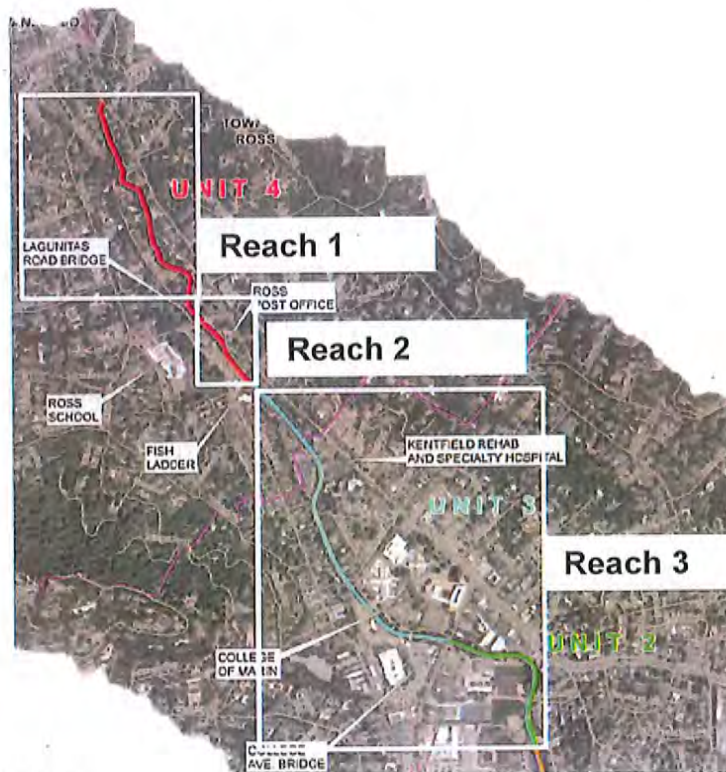 TOW
ROSS
UNIT 4
LAGUNITAS
ROAD BRIDGE
Reach 1
ROSS
POST OFFICE
Reach 2
ROSS
SCHOOL
FISH
LADDER
KENTFIELD REHAB
AND SPECIALTY HOSPITAL
UNIT 3
Reach 3
UNIT 2
COLLEGE
OF MARIN
COLLEGE
AVE. BRIDGE